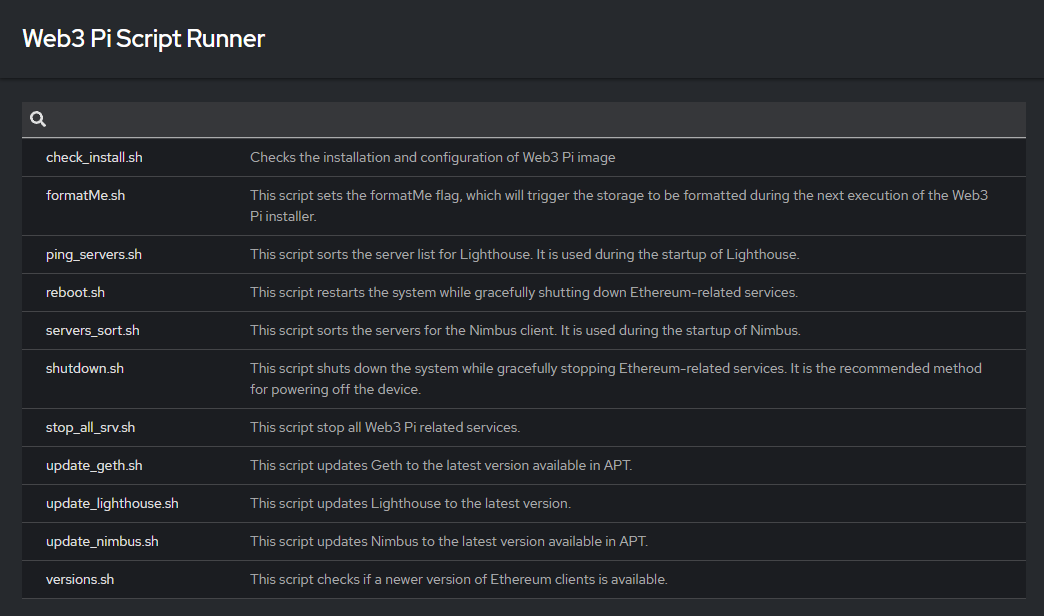 Web3 Pi Script Runner
check_install.sh Checks the installation and configuration of Web3 Pi image
formatMe.sh This script sets the formatMe flag, which will trigger the storage to be formatted during the next execution of the Web3
Pi installer.
ping_servers.sh This script sorts the server list for Lighthouse. It is used during the startup of Lighthouse.
reboot.sh This script restarts the system while gracefully shutting down Ethereum-related services.
servers_sort.sh This script sorts the servers for the Nimbus client. It is used during the startup of Nimbus.
shutdown.sh This script shuts down the system while gracefully stopping Ethereum-related services. It is the recommended method
for powering off the device.
stop_all_srv.sh This script stop all Web3 Pi related services.
update_geth.sh This script updates Geth to the latest version available in APT.
update_lighthouse.sh This script updates Lighthouse to the latest version.
update_nimbus.sh This script updates Nimbus to the latest version available in APT.
versions.sh This script checks if a newer version of Ethereum clients is available.